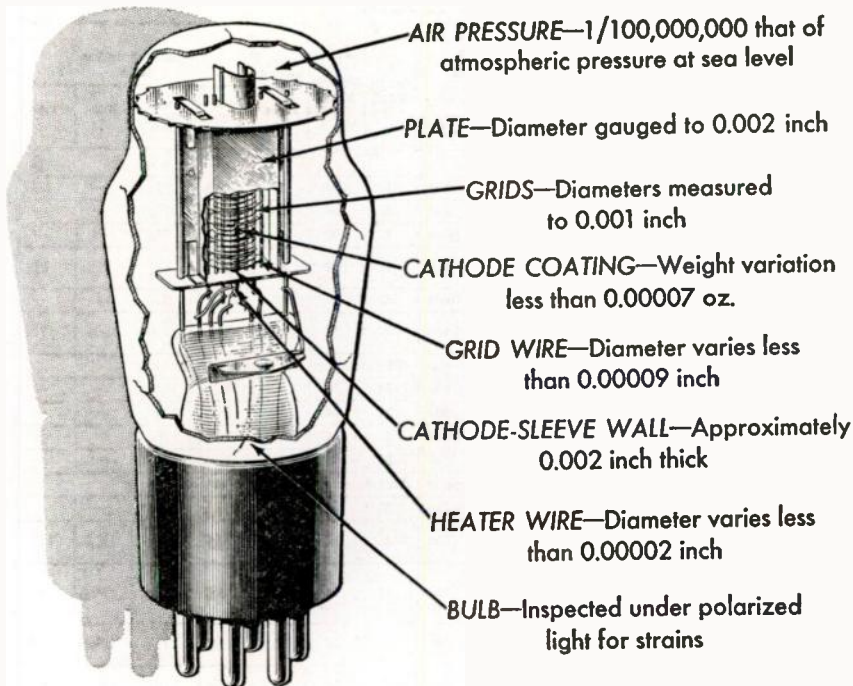 AIR PRESSURE—1/100,000,000 that of
atmospheric pressure at sea level
PLATE—Diameter gauged to 0.002 inch
GRIDS—Diameters measured
to 0.001 inch
CATHODE COATING—Weight variation
less than 0.00007 oz.
GRID WIRE—Diameter varies less
than 0.00009 inch
CATHODE-SLEEVE WALL—Approximately
0.002 inch thick
HEATER WIRE—Diameter varies less
than 0.00002 inch
BULB—Inspected under polarized
light for strains